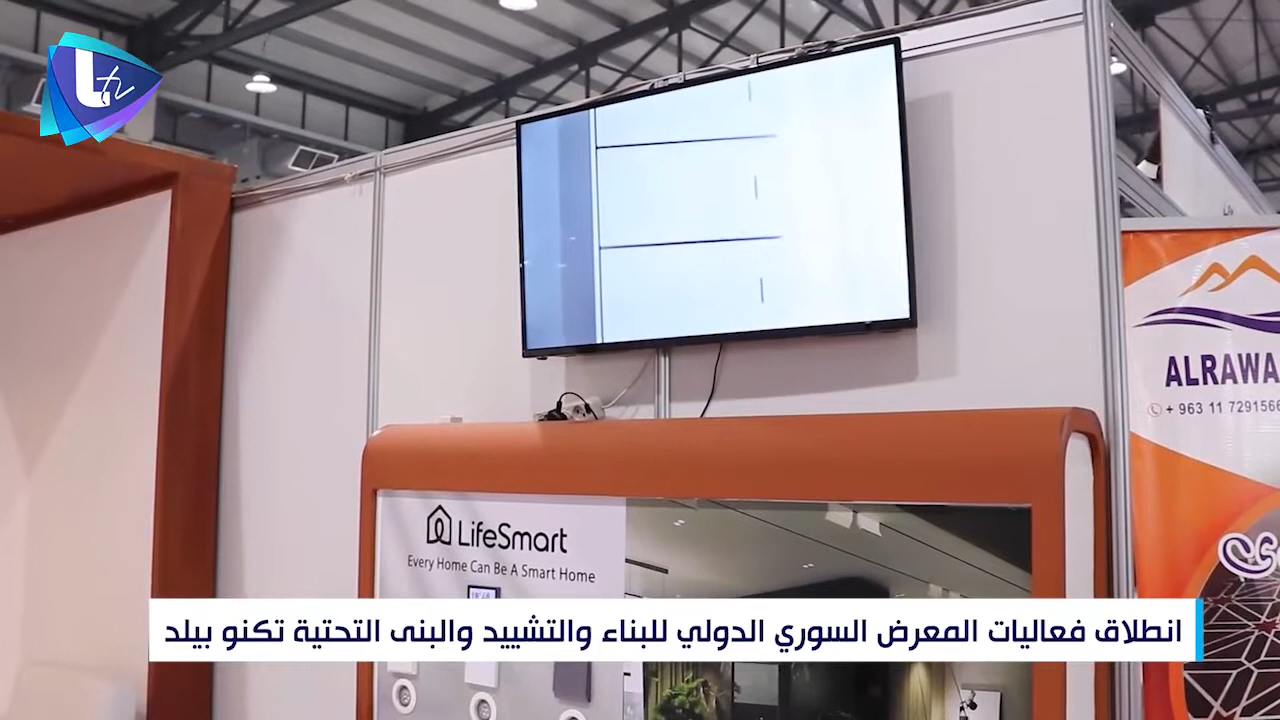 L tv
ALRAWA
+ 963 11 7291566
LifeSmart
Every Home Can Be A Smart Home
انطلاق فعاليات المعرض السوري الدولي للبناء والتشييد والبنى التحتية تكنو بيلد